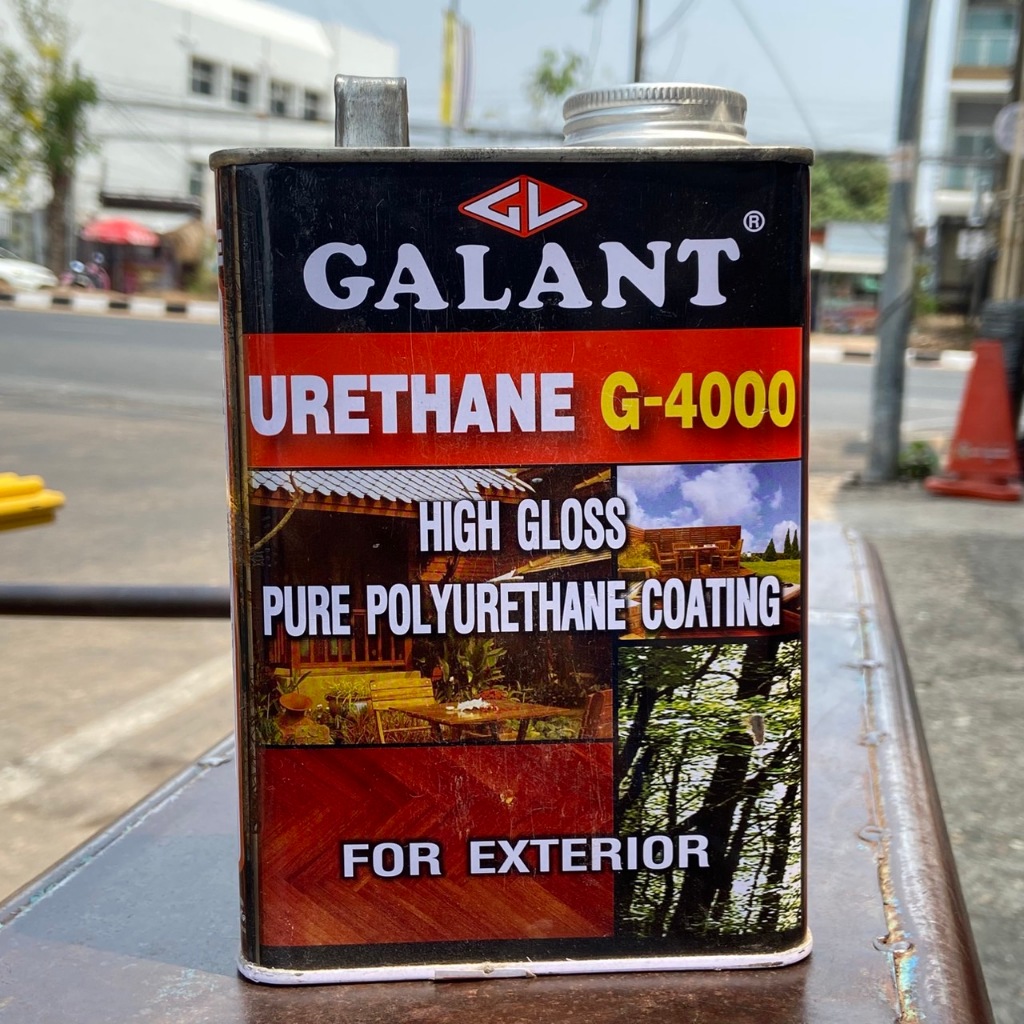 GL
GALANT ®
URETHANE G-4000
HIGH GLOSS
PURE POLYURETHANE COATING
FOR EXTERIOR